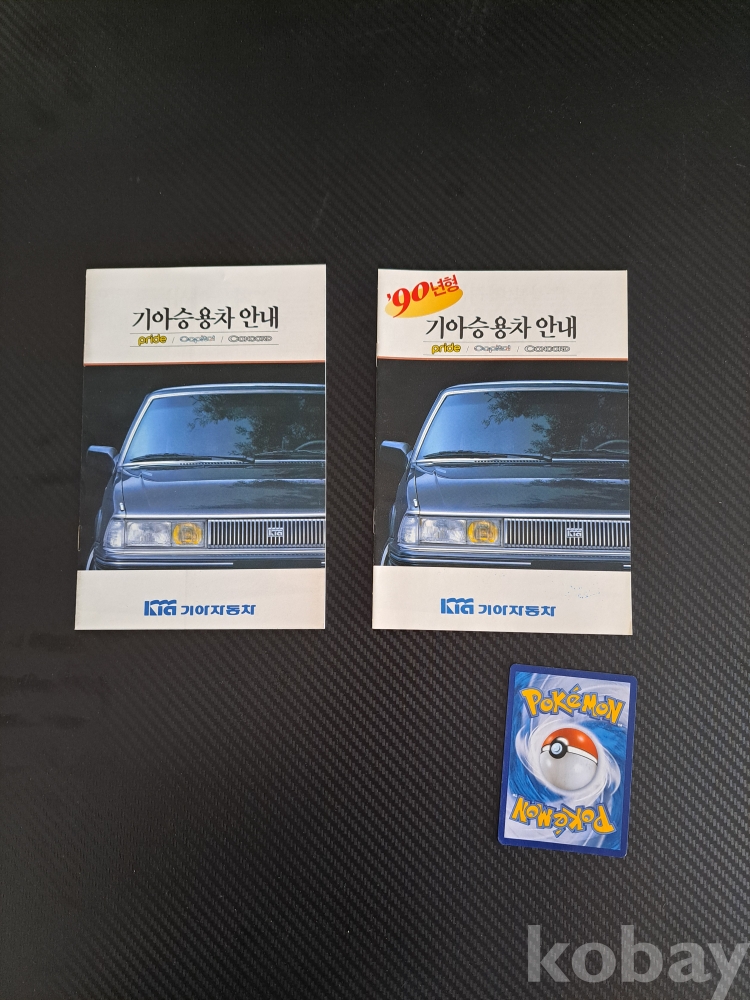 기아승용차 안내
pride / Capital / CONCORD
KIA
KIA 기아자동차
'90년형
기아승용차 안내
pride / Capital / CONCORD
KIA
KIA 기아자동차
POKéMON
POKéMON
kobay